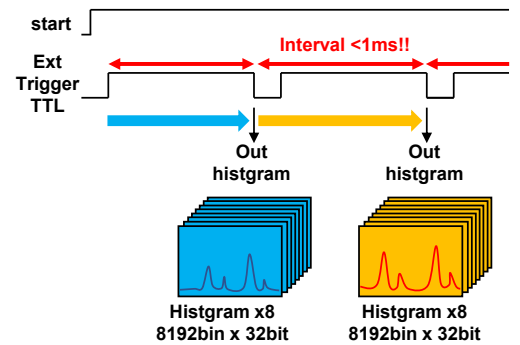 start
Interval <1ms!!
Ext
Trigger
TTL
Out
histgram
Out
histgram
Histgram x8
8192bin x 32bit
Histgram x8
8192bin x 32bit